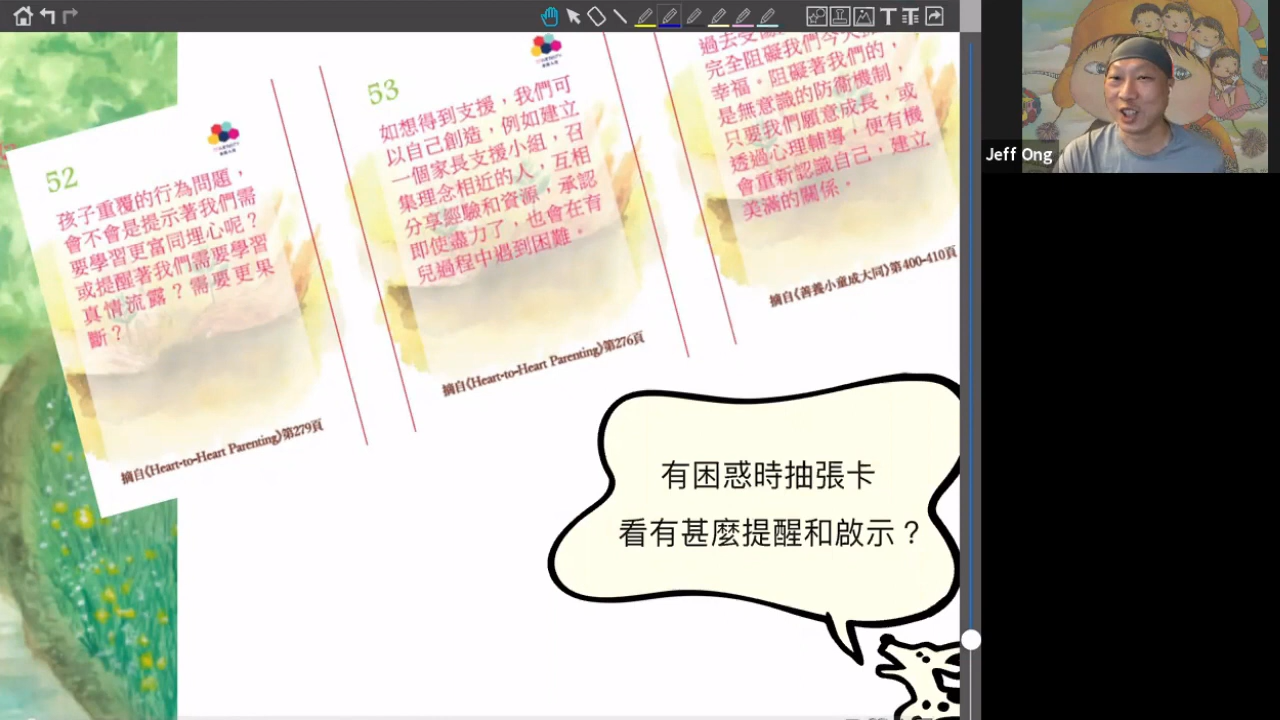 52
孩子重覆的行為問題，
會不會是提示著我們需
要學習更富同埋心呢？
或提醒著我們需要學習
真情流露？需要更果
斷？
摘自《Heart-to-Heart Parenting》第279頁
53
如想得到支援，我們可
以自己創造，例如建立
一個家長支援小組，召
集理念相近的人，互相
分享經驗和資源，承認
即使盡力了，也會在育
兒過程中遇到困難。
摘自《Heart-to-Heart Parenting》第276頁
完全阻礙我們今天
幸福。阻礙著我們的，
是無意識的防衛機制，
只要我們願意成長，或
透過心理輔導，便有機
會重新認識自己，建立
美滿的關係。
摘自《善養小童成大同》第400-410頁
有困惑時抽張卡
看有甚麼提醒和啟示？
Jeff Ong